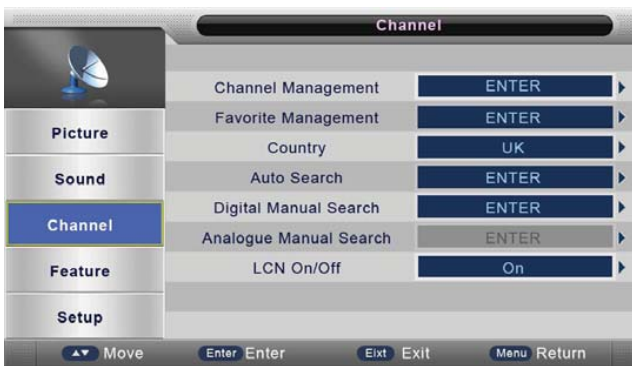 Channel
Channel Management ENTER
Favorite Management ENTER
Country UK
Auto Search ENTER
Digital Manual Search ENTER
Analogue Manual Search ENTER
LCN On/Off On
Picture
Sound
Channel
Feature
Setup
Move Enter Enter Eixt Exit Menu Return